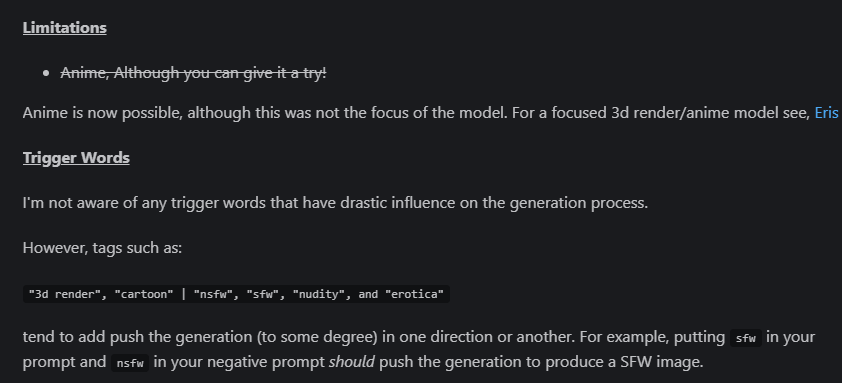 Limitations
• Anime, Although you can give it a try!
Anime is now possible, although this was not the focus of the model. For a focused 3d render/anime model see, Eris
Trigger Words
I'm not aware of any trigger words that have drastic influence on the generation process.
However, tags such as:
"3d render", "cartoon" | "nsfw", "sfw", "nudity", and "erotica"
tend to add push the generation (to some degree) in one direction or another. For example, putting sfw in your
prompt and nsfw in your negative prompt should push the generation to produce a SFW image.